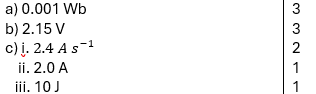 a) 0.001 Wb 3
b) 2.15 V 3
c) i. 2.4 A s⁻¹ 2
ii. 2.0 A 1
iii. 10 J 1